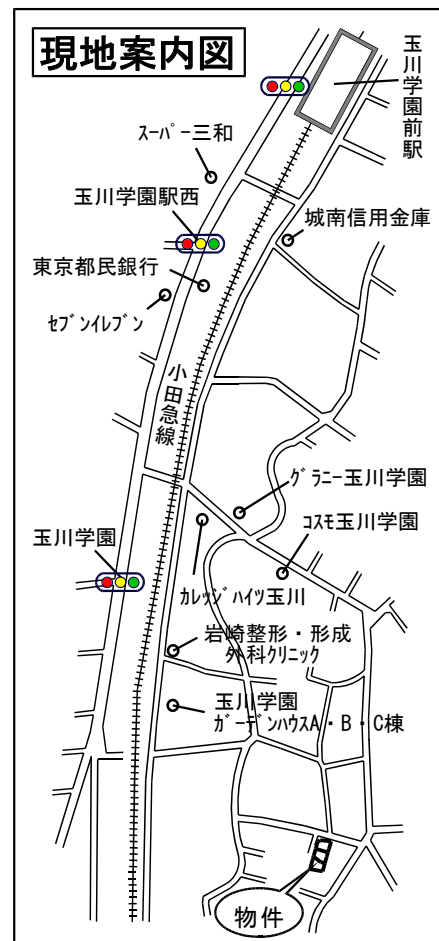 現地案内図
玉川学園前駅
スーパー三和
玉川学園駅西
城南信用金庫
東京都民銀行
セブンイレブン
小田急線
グラニー玉川学園
コスモ玉川学園
玉川学園
カレッジハイツ玉川
岩崎整形・形成
外科クリニック
玉川学園
ガーデンハウスA・B・C棟
物件